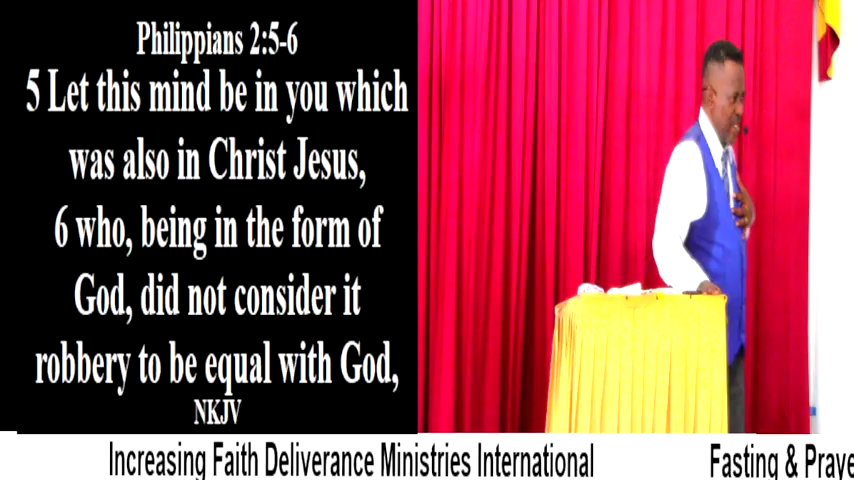 Philippians 2:5-6
5 Let this mind be in you which
was also in Christ Jesus,
6 who, being in the form of
God, did not consider it
robbery to be equal with God,
NKJV
Increasing Faith Deliverance Ministries International
Fasting & Praye